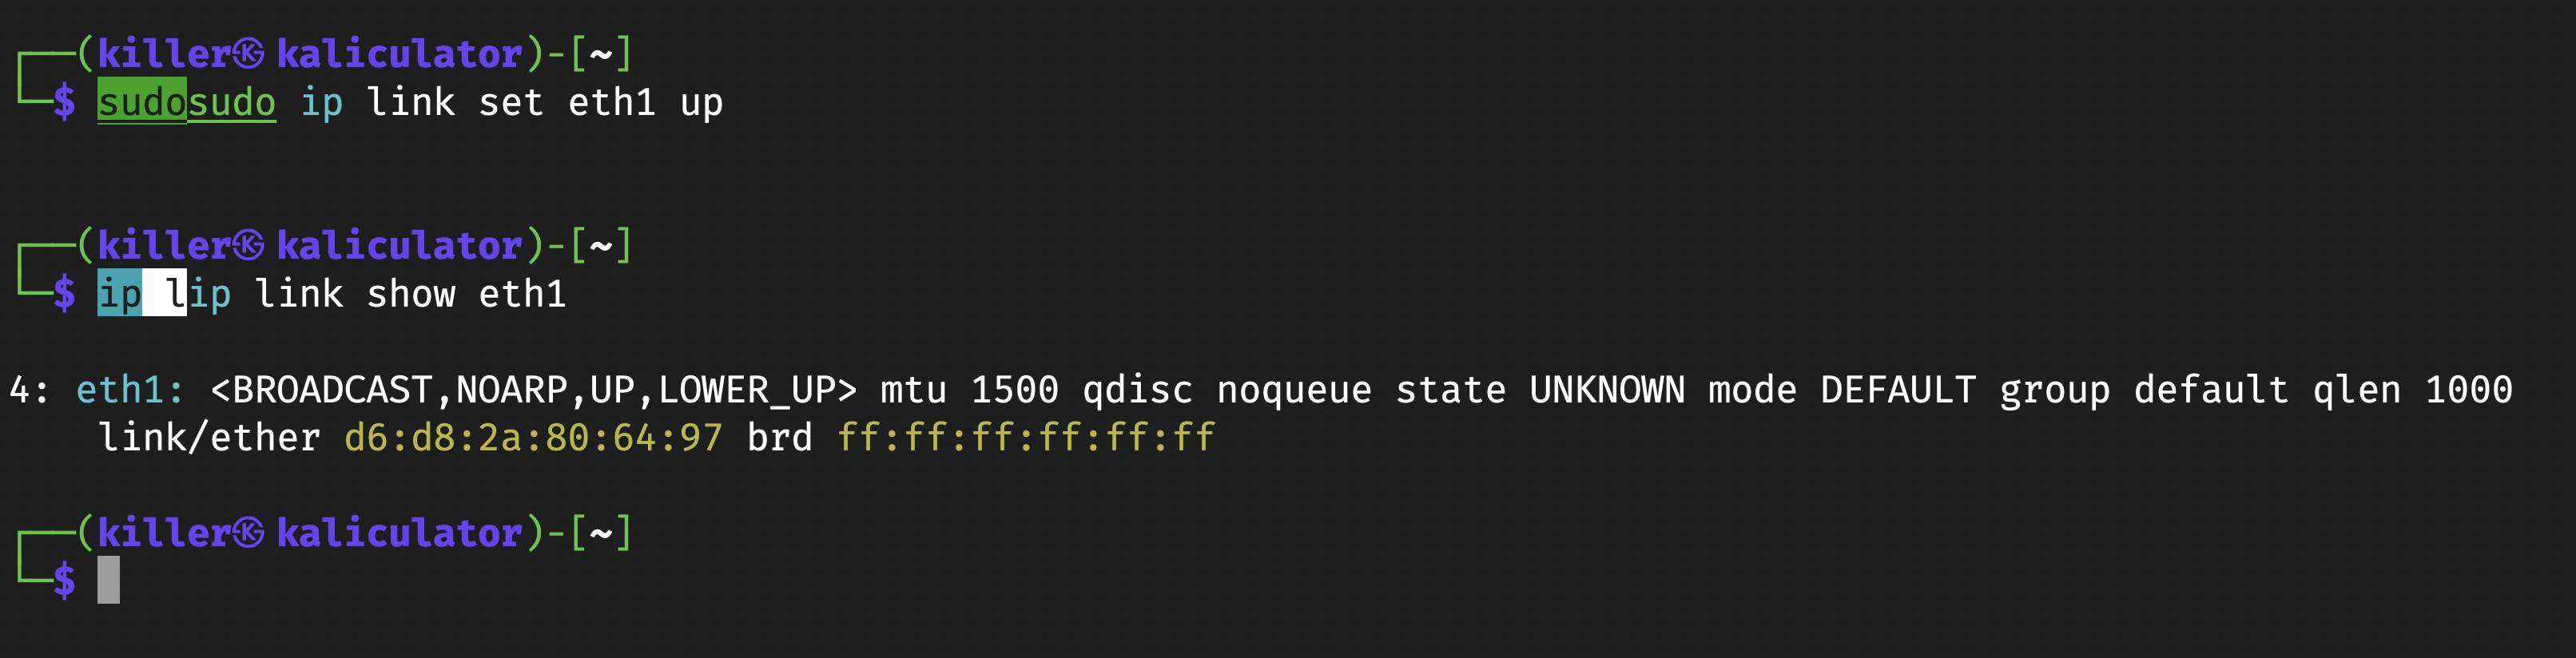 ┌──(killer㉿kaliculator)-[~]
└─$ sudosudo ip link set eth1 up
┌──(killer㉿kaliculator)-[~]
└─$ ip lip link show eth1
4: eth1: <BROADCAST,NOARP,UP,LOWER_UP> mtu 1500 qdisc noqueue state UNKNOWN mode DEFAULT group default qlen 1000
    link/ether d6:d8:2a:80:64:97 brd ff:ff:ff:ff:ff:ff
┌──(killer㉿kaliculator)-[~]
└─$